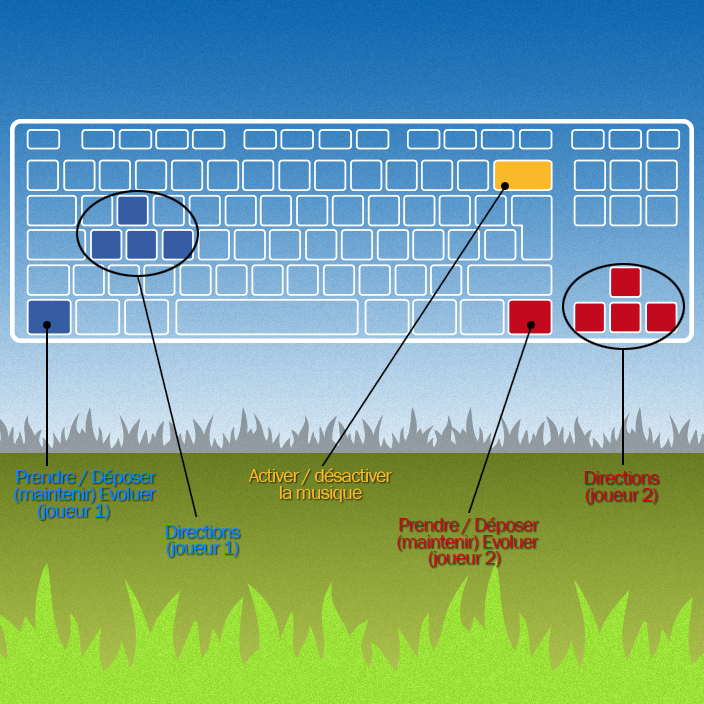 Prendre / Déposer
(maintenir) Evoluer
(joueur 1)
Directions
(joueur 1)
Activer / désactiver
la musique
Prendre / Déposer
(maintenir) Evoluer
(joueur 2)
Directions
(joueur 2)